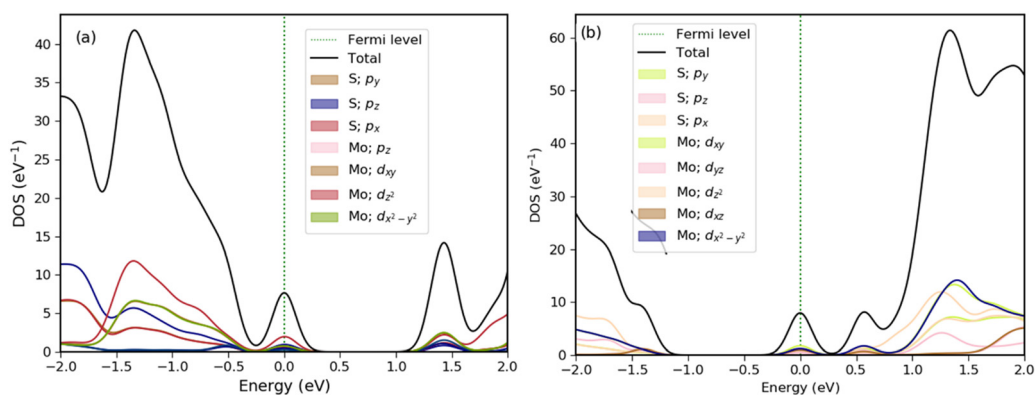 (a)
Fermi level
Total
S; p_y
S; p_z
S; p_x
Mo; p_z
Mo; d_xy
Mo; d_z²
Mo; d_x²−y²
DOS (eV⁻¹)
40
35
30
25
20
15
10
5
0
−2.0 −1.5 −1.0 −0.5 0.0 0.5 1.0 1.5 2.0
Energy (eV)
(b)
Fermi level
Total
S; p_y
S; p_z
S; p_x
Mo; d_xy
Mo; d_yz
Mo; d_z²
Mo; d_xz
Mo; d_x²−y²
DOS (eV⁻¹)
60
50
40
30
20
10
0
−2.0 −1.5 −1.0 −0.5 0.0 0.5 1.0 1.5 2.0
Energy (eV)